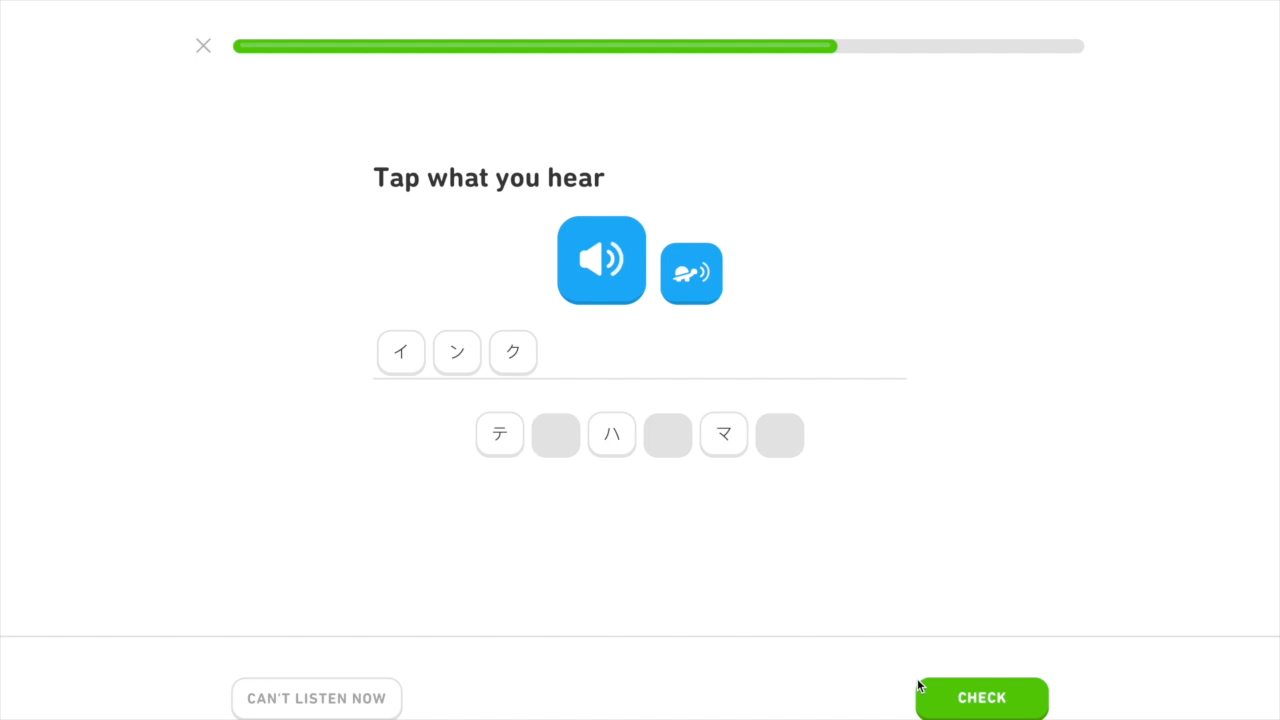 Tap what you hear
イ ン ク
テ ハ マ
CAN'T LISTEN NOW
CHECK